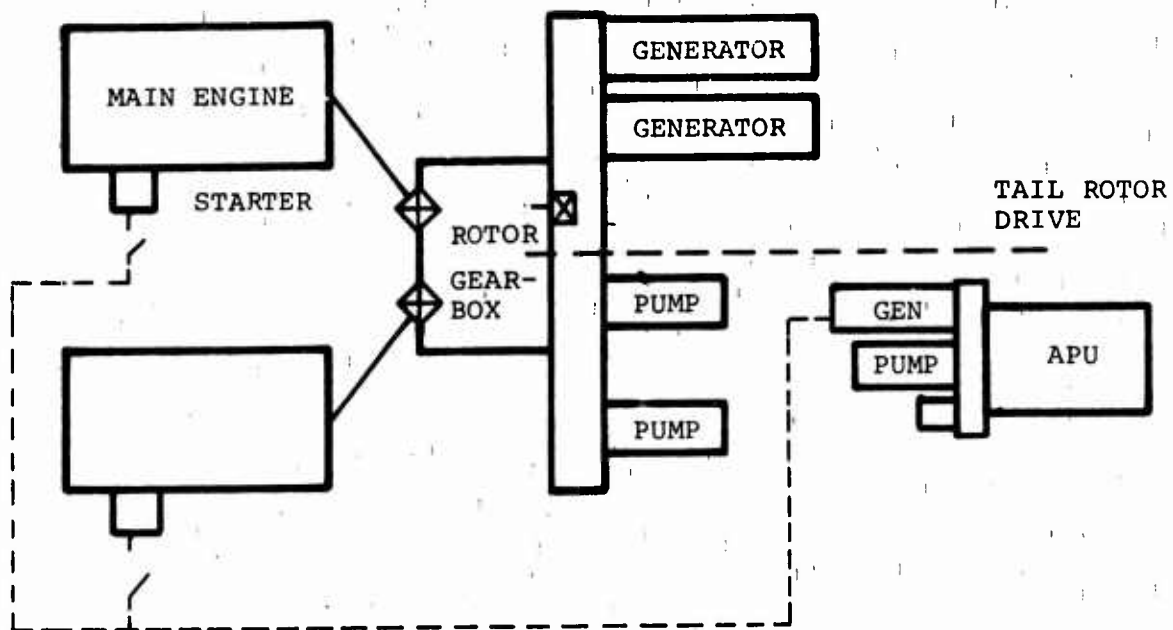 GENERATOR
MAIN ENGINE
GENERATOR
STARTER
TAIL ROTOR
DRIVE
ROTOR
GEAR-
BOX
PUMP
GEN
APU
PUMP
PUMP